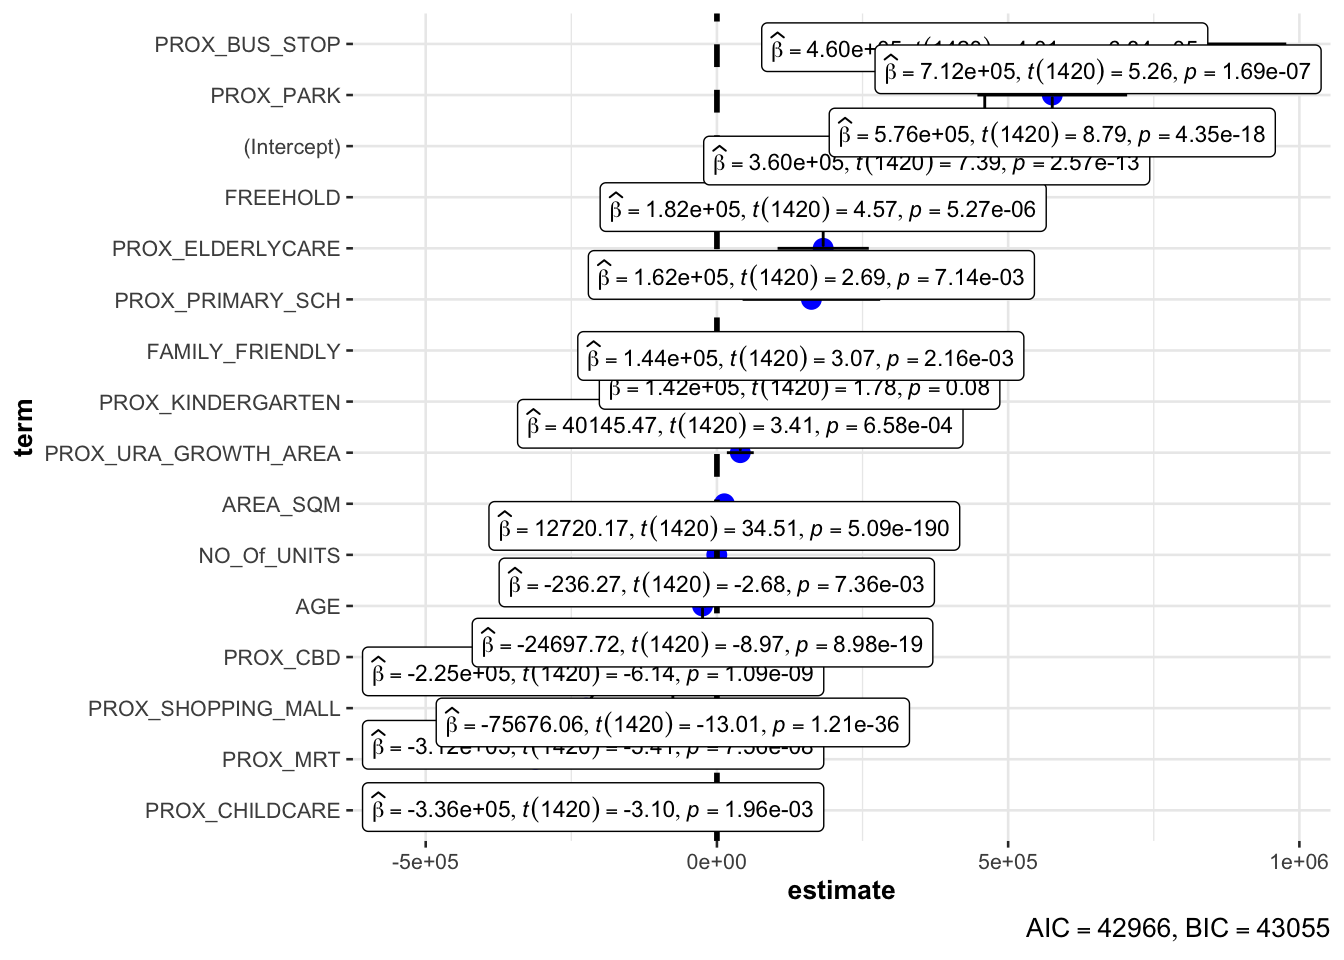 PROX_BUS_STOP
PROX_PARK
(Intercept)
FREEHOLD
PROX_ELDERLYCARE
PROX_PRIMARY_SCH
FAMILY_FRIENDLY
PROX_KINDERGARTEN
PROX_URA_GROWTH_AREA
AREA_SQM
NO_Of_UNITS
AGE
PROX_CBD
PROX_SHOPPING_MALL
PROX_MRT
PROX_CHILDCARE
term
β̂ = 4.60e+05, t(1420)
β̂ = 7.12e+05, t(1420) = 5.26, p = 1.69e-07
β̂ = 5.76e+05, t(1420) = 8.79, p = 4.35e-18
β̂ = 3.60e+05, t(1420) = 7.39, p = 2.57e-13
β̂ = 1.82e+05, t(1420) = 4.57, p = 5.27e-06
β̂ = 1.62e+05, t(1420) = 2.69, p = 7.14e-03
β̂ = 1.44e+05, t(1420) = 3.07, p = 2.16e-03
β = 1.42e+05, t(1420) = 1.78, p = 0.08
β̂ = 40145.47, t(1420) = 3.41, p = 6.58e-04
β̂ = 12720.17, t(1420) = 34.51, p = 5.09e-190
β̂ = -236.27, t(1420) = -2.68, p = 7.36e-03
β̂ = -24697.72, t(1420) = -8.97, p = 8.98e-19
β̂ = -2.25e+05, t(1420) = -6.14, p = 1.09e-09
β̂ = -75676.06, t(1420) = -13.01, p = 1.21e-36
β̂ = -3.12e+05, t(1420)
β̂ = -3.36e+05, t(1420) = -3.10, p = 1.96e-03
-5e+05 0e+00 5e+05 1e+06
estimate
AIC = 42966, BIC = 43055